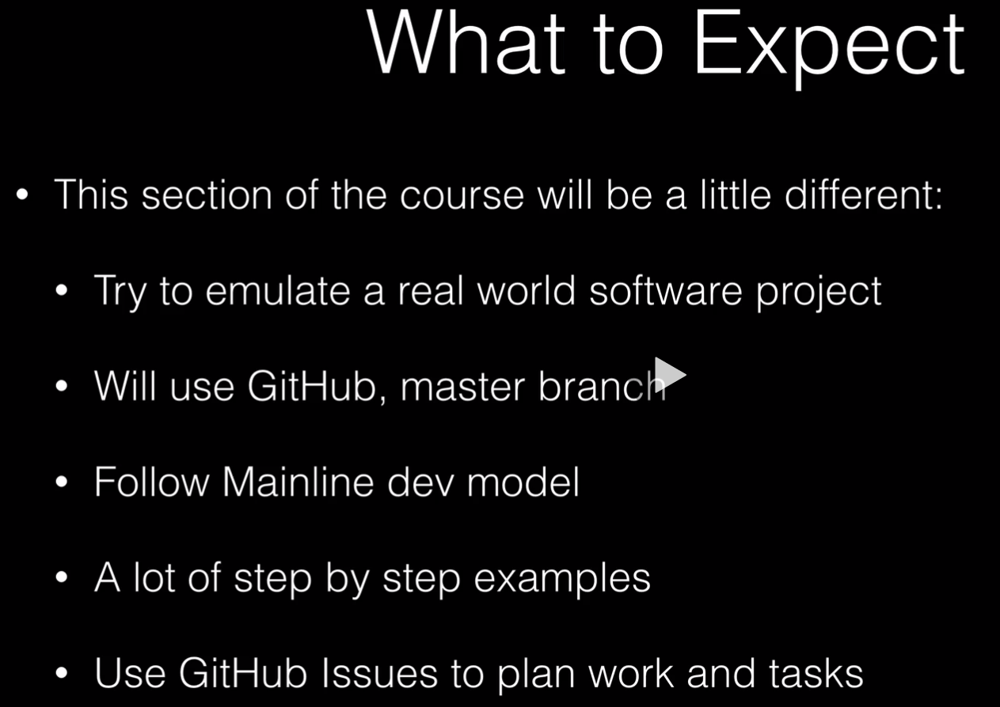 What to Expect
• This section of the course will be a little different:
• Try to emulate a real world software project
• Will use GitHub, master branch
• Follow Mainline dev model
• A lot of step by step examples
• Use GitHub Issues to plan work and tasks